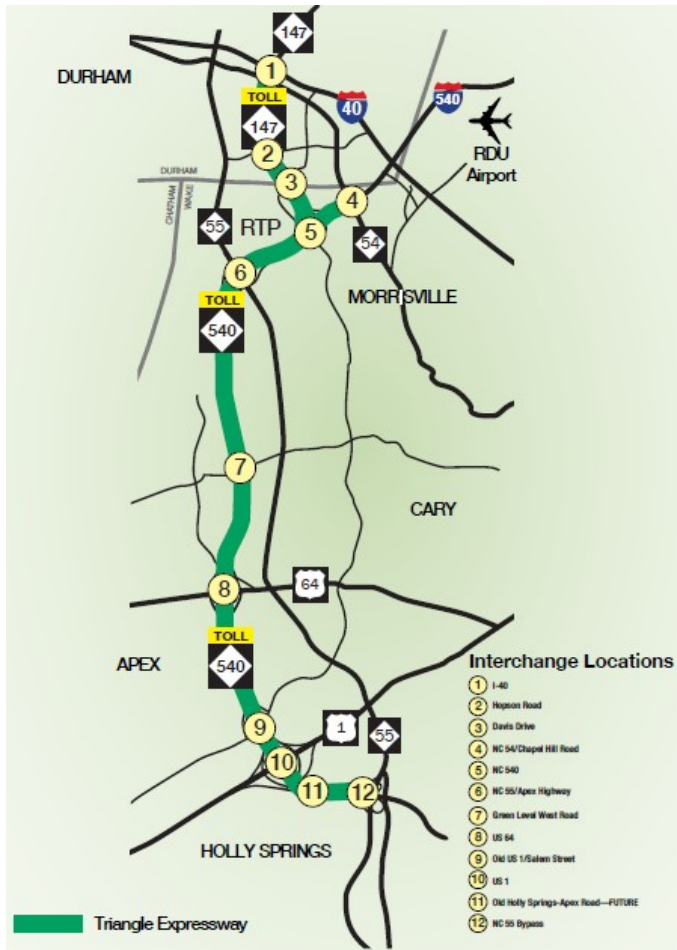 147
DURHAM
1
TOLL
147
40
540
RDU
Airport
2
DURHAM
CHATHAM
WAKE
3
4
55
RTP
5
54
6
MORRISVILLE
TOLL
540
7
CARY
8
64
TOLL
540
APEX
9
1
55
10
11
12
HOLLY SPRINGS
Interchange Locations
1 I-40
2 Hopson Road
3 Davis Drive
4 NC 54/Chapel Hill Road
5 NC 540
6 NC 55/Apex Highway
7 Green Level West Road
8 US 64
9 Old US 1/Salem Street
10 US 1
11 Old Holly Springs-Apex Road—FUTURE
12 NC 55 Bypass
Triangle Expressway